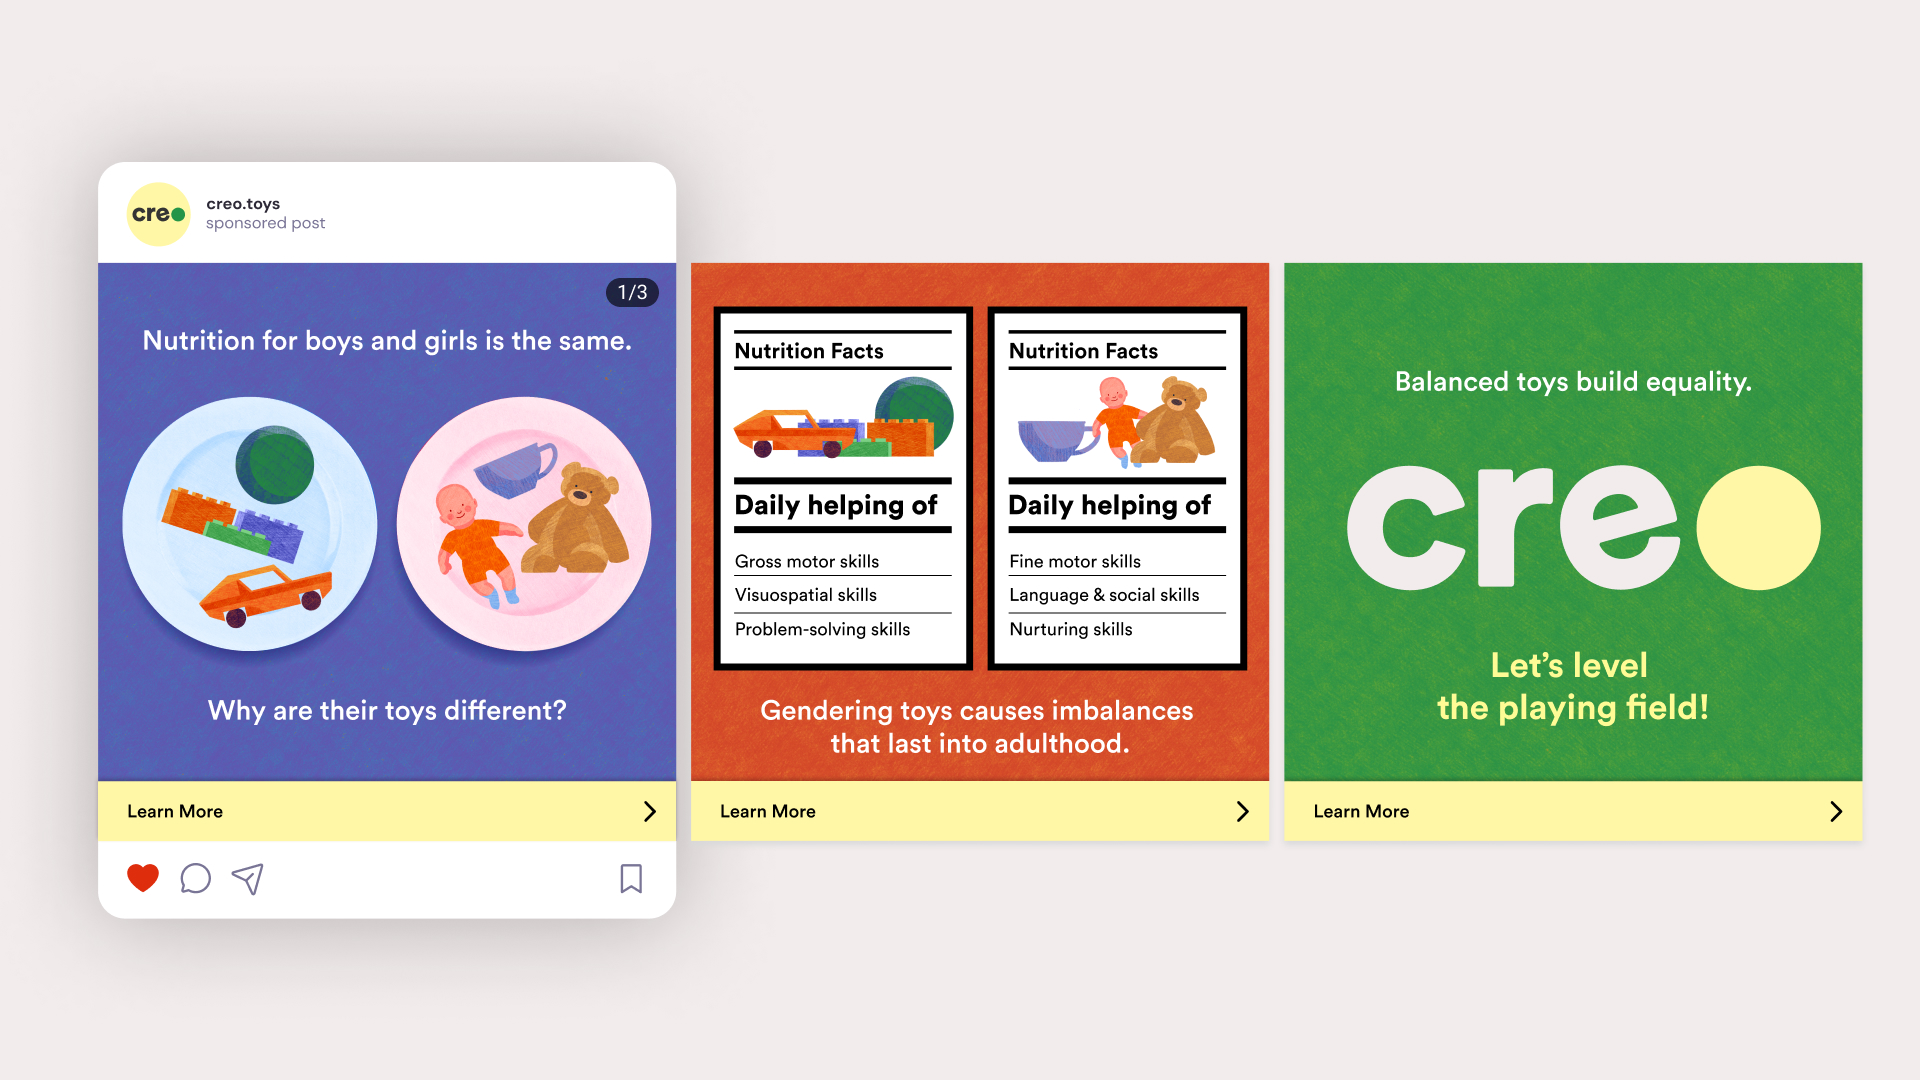 creo
creo.toys
sponsored post
1/3
Nutrition for boys and girls is the same.
Why are their toys different?
Learn More
Nutrition Facts
Daily helping of
Gross motor skills
Visuospatial skills
Problem-solving skills
Nutrition Facts
Daily helping of
Fine motor skills
Language & social skills
Nurturing skills
Gendering toys causes imbalances
that last into adulthood.
Learn More
Balanced toys build equality.
creo
Let’s level
the playing field!
Learn More